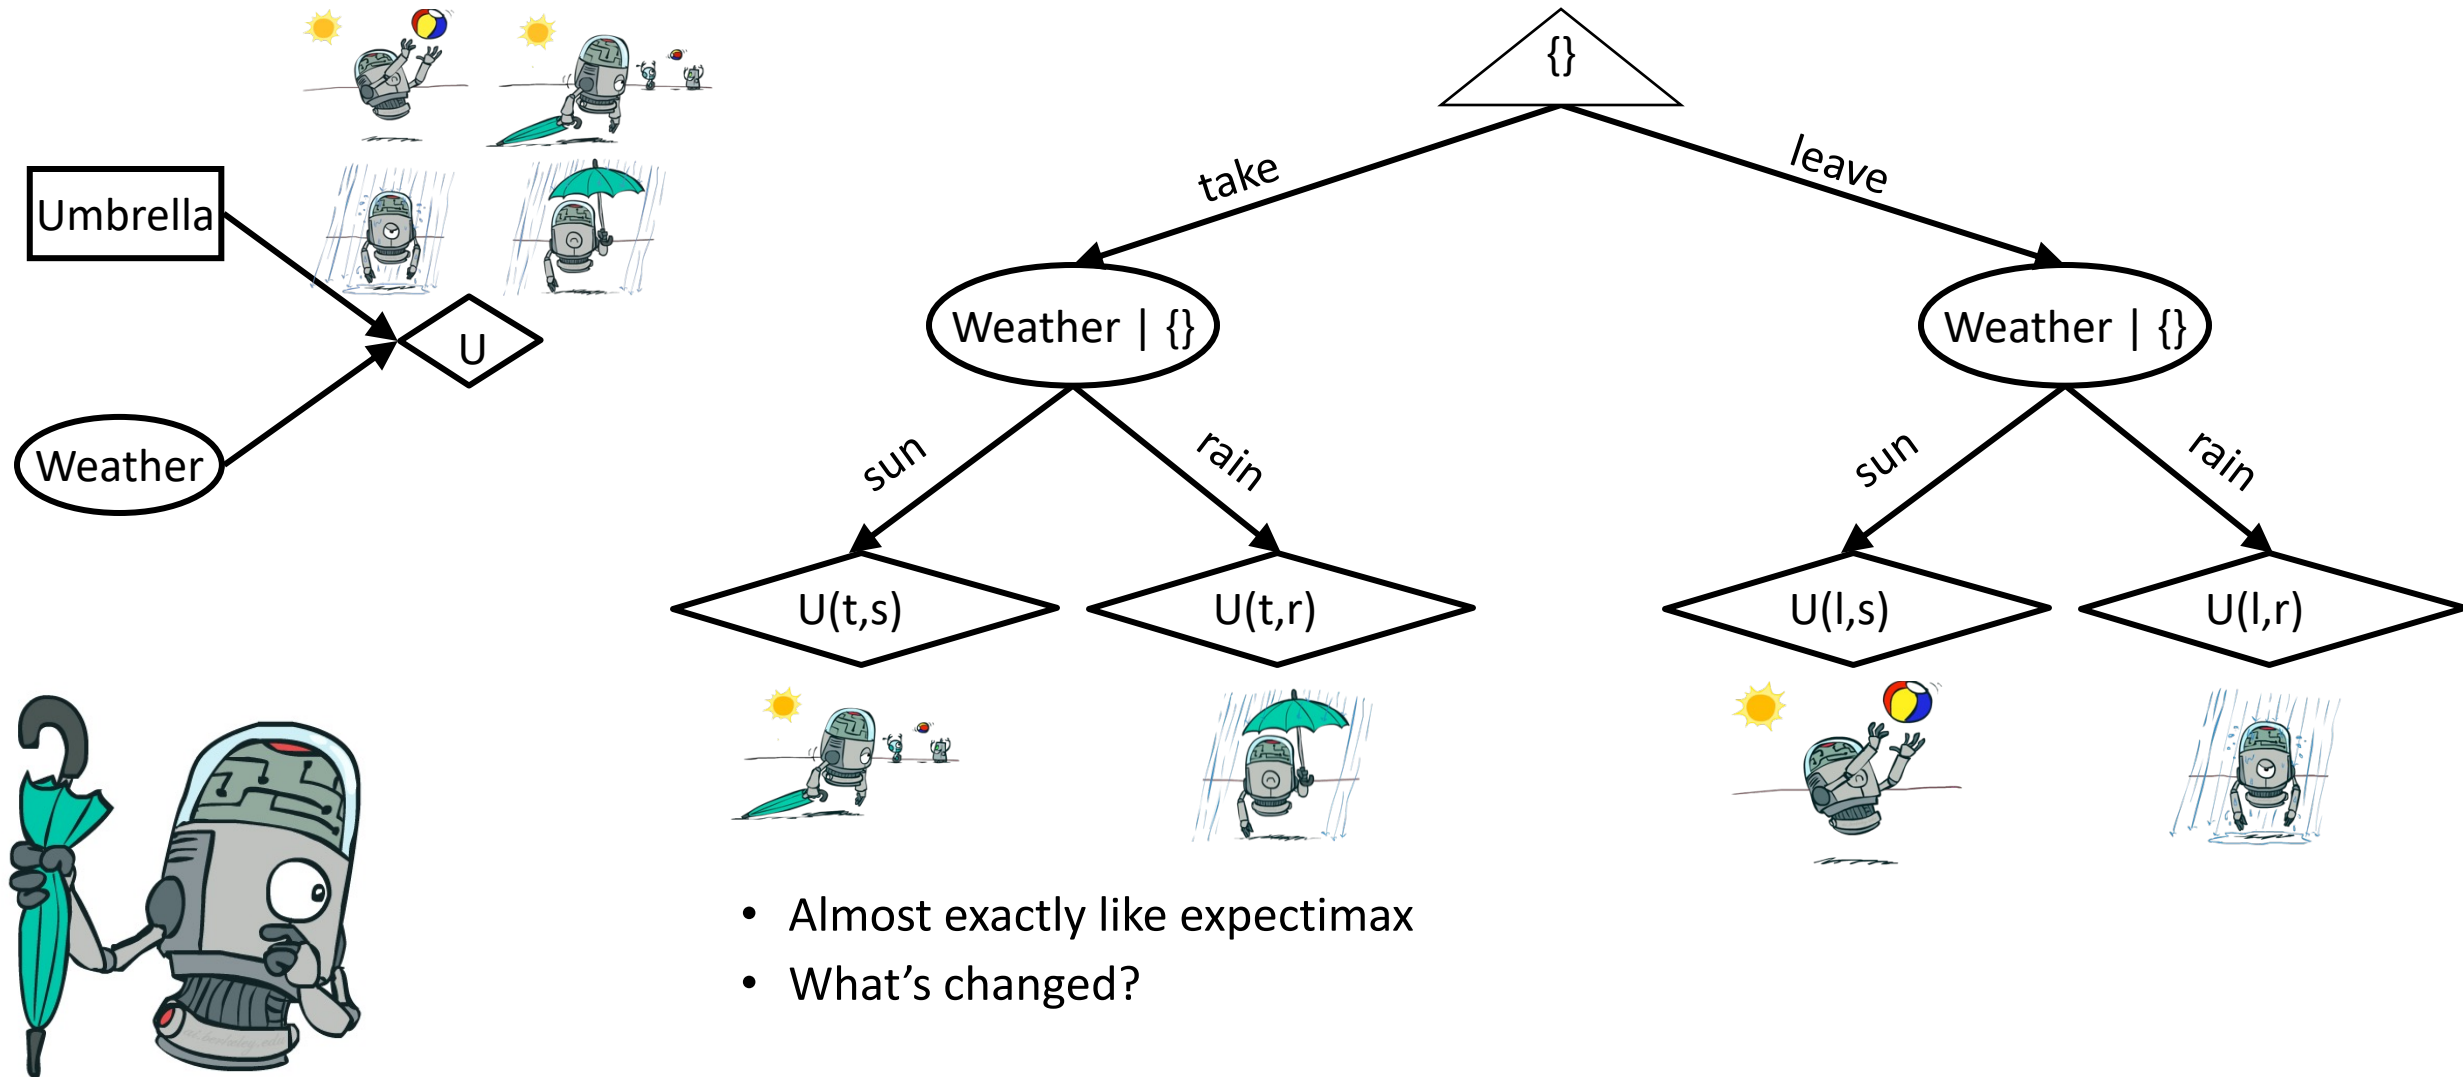 {}
take
leave
Umbrella
Weather | {}
Weather | {}
U
Weather
sun
rain
sun
rain
U(t,s)
U(t,r)
U(l,s)
U(l,r)
• Almost exactly like expectimax
• What’s changed?